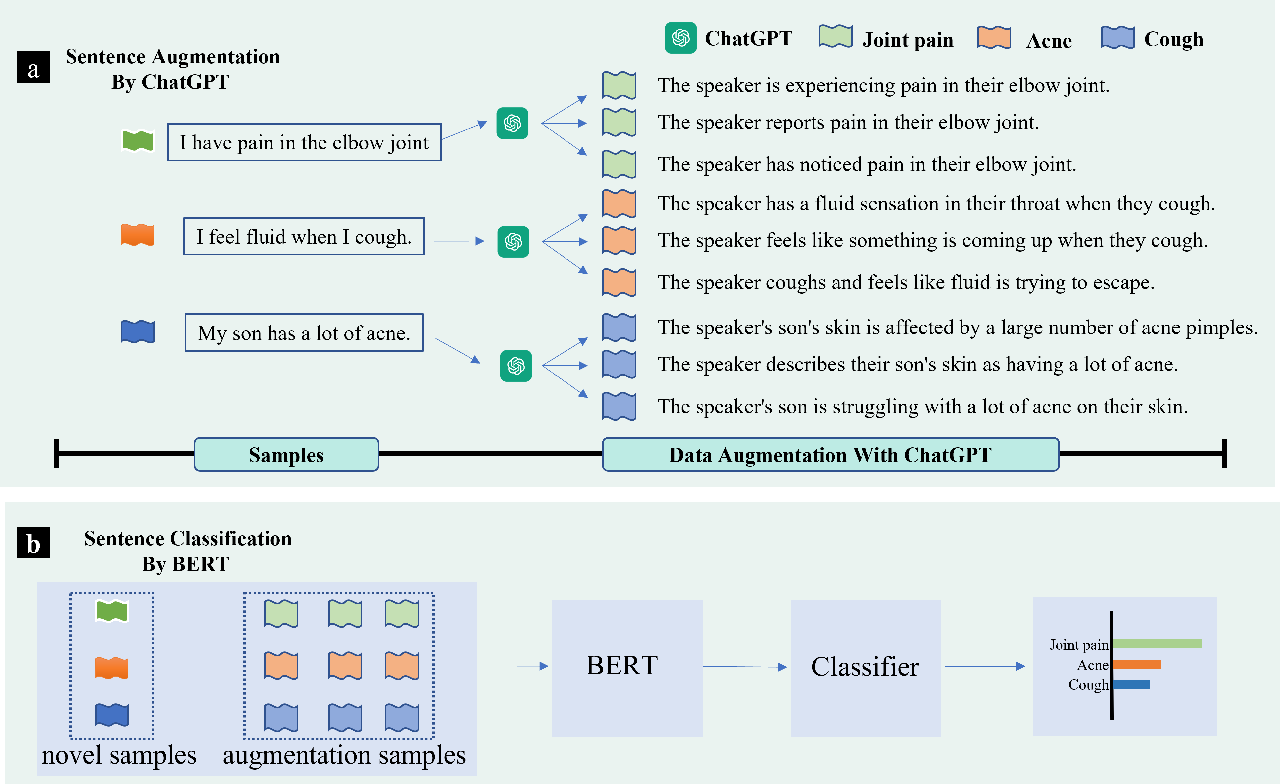 a
Sentence Augmentation
By ChatGPT
ChatGPT
Joint pain
Acne
Cough
I have pain in the elbow joint
The speaker is experiencing pain in their elbow joint.
The speaker reports pain in their elbow joint.
The speaker has noticed pain in their elbow joint.
I feel fluid when I cough.
The speaker has a fluid sensation in their throat when they cough.
The speaker feels like something is coming up when they cough.
The speaker coughs and feels like fluid is trying to escape.
My son has a lot of acne.
The speaker's son's skin is affected by a large number of acne pimples.
The speaker describes their son's skin as having a lot of acne.
The speaker's son is struggling with a lot of acne on their skin.
Samples
Data Augmentation With ChatGPT
b
Sentence Classification
By BERT
novel samples
augmentation samples
BERT
Classifier
Joint pain
Acne
Cough